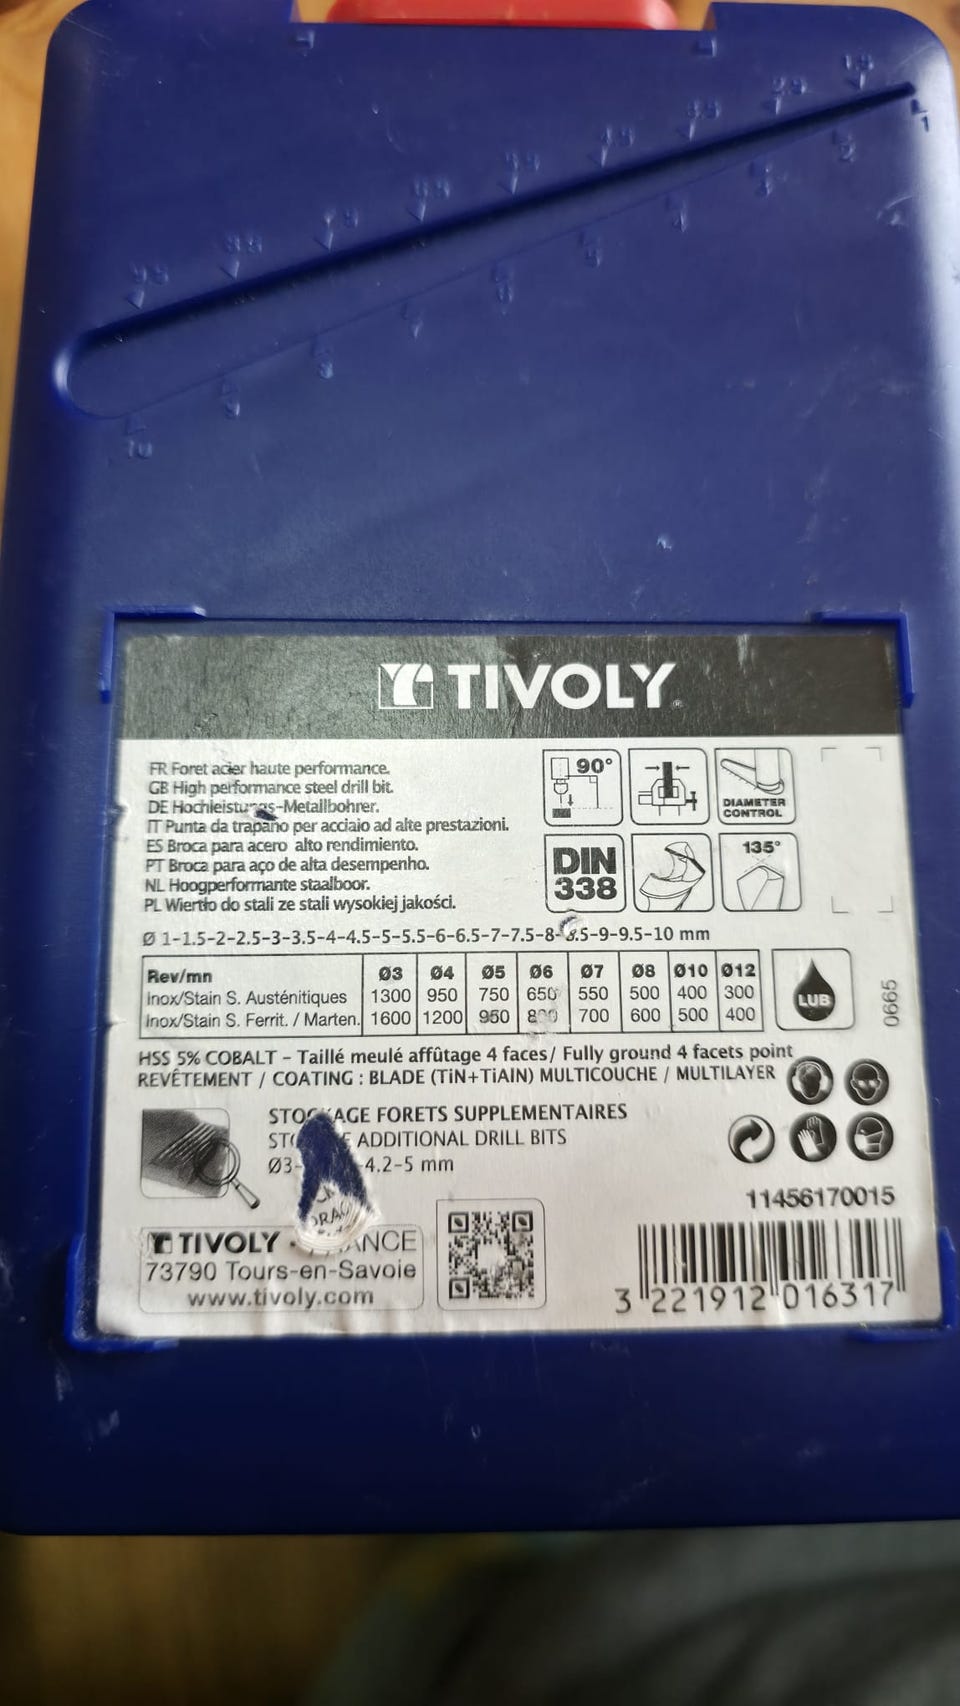 TIVOLY
FR Foret acier haute performance.
GB High performance steel drill bit.
DE Hochleistungs-Metallbohrer.
IT Punta da trapano per acciaio ad alte prestazioni.
ES Broca para acero alto rendimiento.
PT Broca para aço de alta desempenho.
NL Hoogperformante staalboor.
PL Wiertło do stali ze stali wysokiej jakości.
90°
DIAMETER
CONTROL
DIN
338
135°
Ø 1-1.5-2-2.5-3-3.5-4-4.5-5-5.5-6-6.5-7-7.5-8-8.5-9-9.5-10 mm
Rev/mn Ø3 Ø4 Ø5 Ø6 Ø7 Ø8 Ø10 Ø12
Inox/Stain S. Austénitiques 1300 950 750 650 550 500 400 300
Inox/Stain S. Ferrit. / Marten. 1600 1200 950 800 700 600 500 400
LUB
0665
HSS 5% COBALT - Taillé meulé affûtage 4 faces/ Fully ground 4 facets point
REVÊTEMENT / COATING : BLADE (TiN+TiAIN) MULTICOUCHE / MULTILAYER
STOCKAGE FORETS SUPPLEMENTAIRES
ADDITIONAL DRILL BITS
Ø3- -4.2-5 mm
TIVOLY - FRANCE
73790 Tours-en-Savoie
www.tivoly.com
11456170015
3 221912 016317